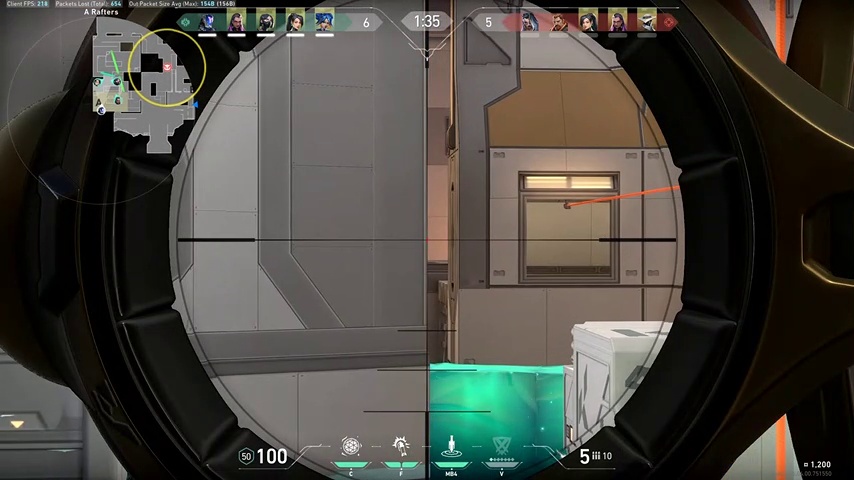 Client FPS: 218 Packets Lost (Total): 654 Out Packet Size Avg (Max): 154B (156B)
A Rafters
6 1:35 5
50 100
5 10
C F MB4 V
1,200